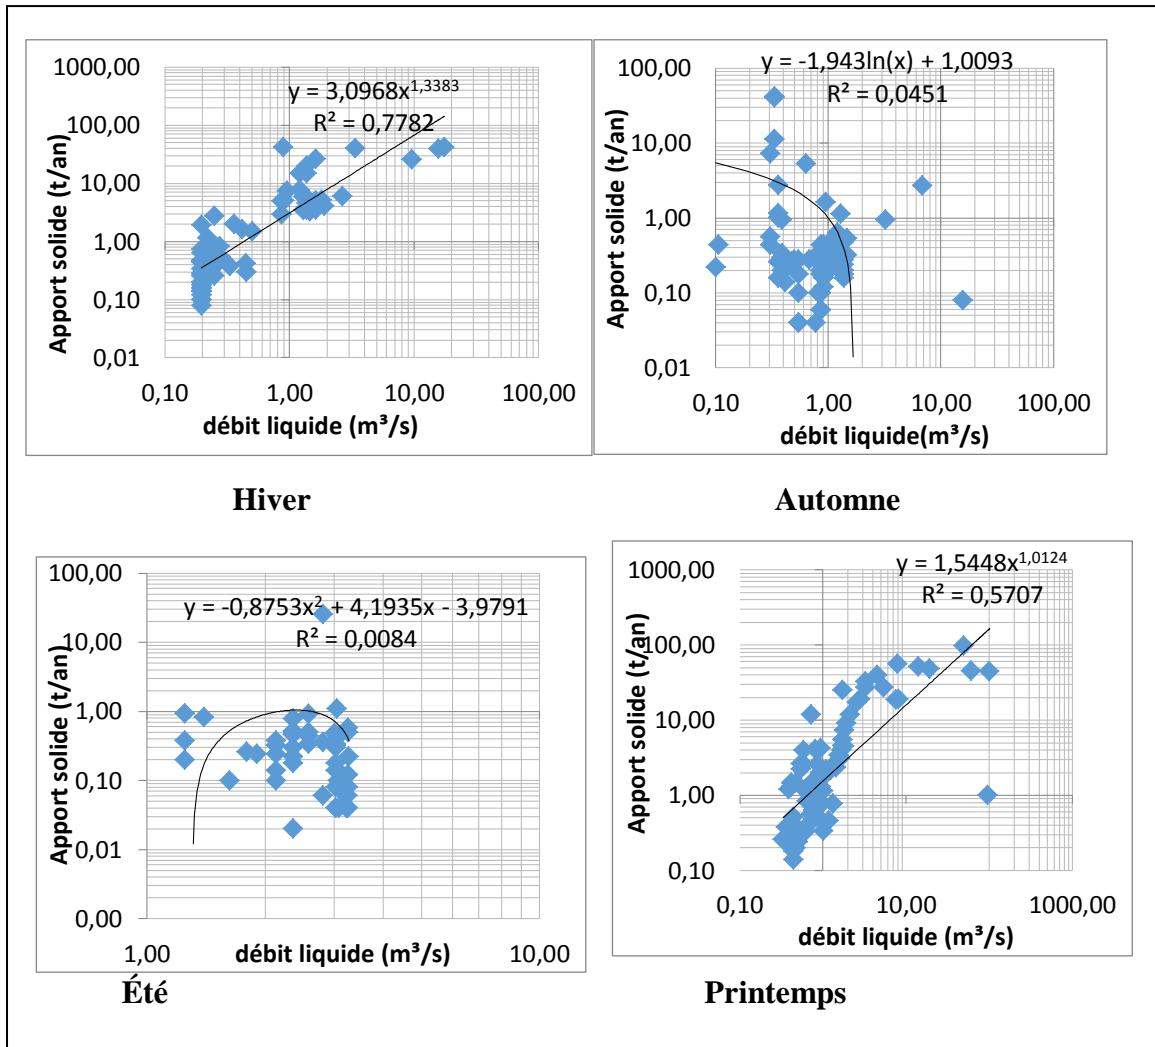 1000,00
100,00
10,00
1,00
0,10
0,01
Apport solide (t/an)
y = 3,0968x^1,3383
R² = 0,7782
0,10 1,00 10,00 100,00
débit liquide (m³/s)
Hiver
100,00
10,00
1,00
0,10
0,01
Apport solide (t/an)
y = -1,943ln(x) + 1,0093
R² = 0,0451
0,10 1,00 10,00 100,00
débit liquide(m³/s)
Automne
100,00
10,00
1,00
0,10
0,01
0,00
Apport solide (t/an)
y = -0,8753x² + 4,1935x - 3,9791
R² = 0,0084
1,00 10,00
débit liquide (m³/s)
Été
1000,00
100,00
10,00
1,00
0,10
Apport solide (t/an)
y = 1,5448x^1,0124
R² = 0,5707
0,10 10,00 1000,00
débit liquide (m³/s)
Printemps